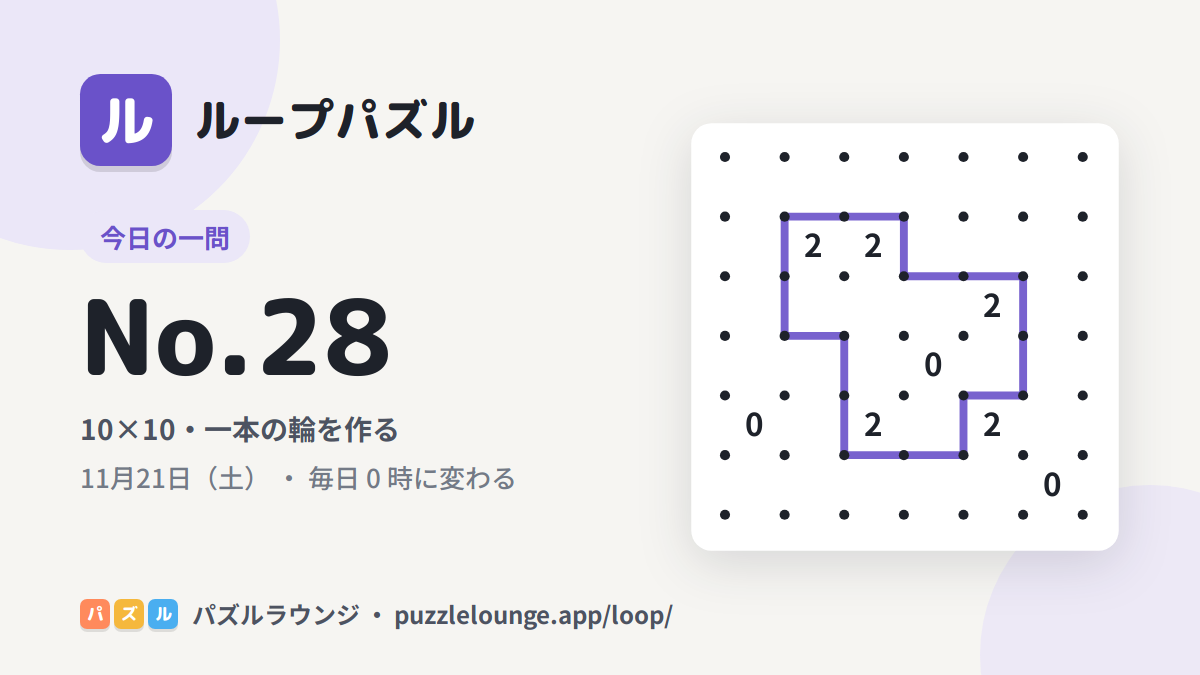 ル ループパズル
今日の一問
No.28
10×10・一本の輪を作る
11月21日（土） ・ 毎日 0 時に変わる
2 2
2
0
0 2 2
0
パズル パズルラウンジ ・ puzzlelounge.app/loop/